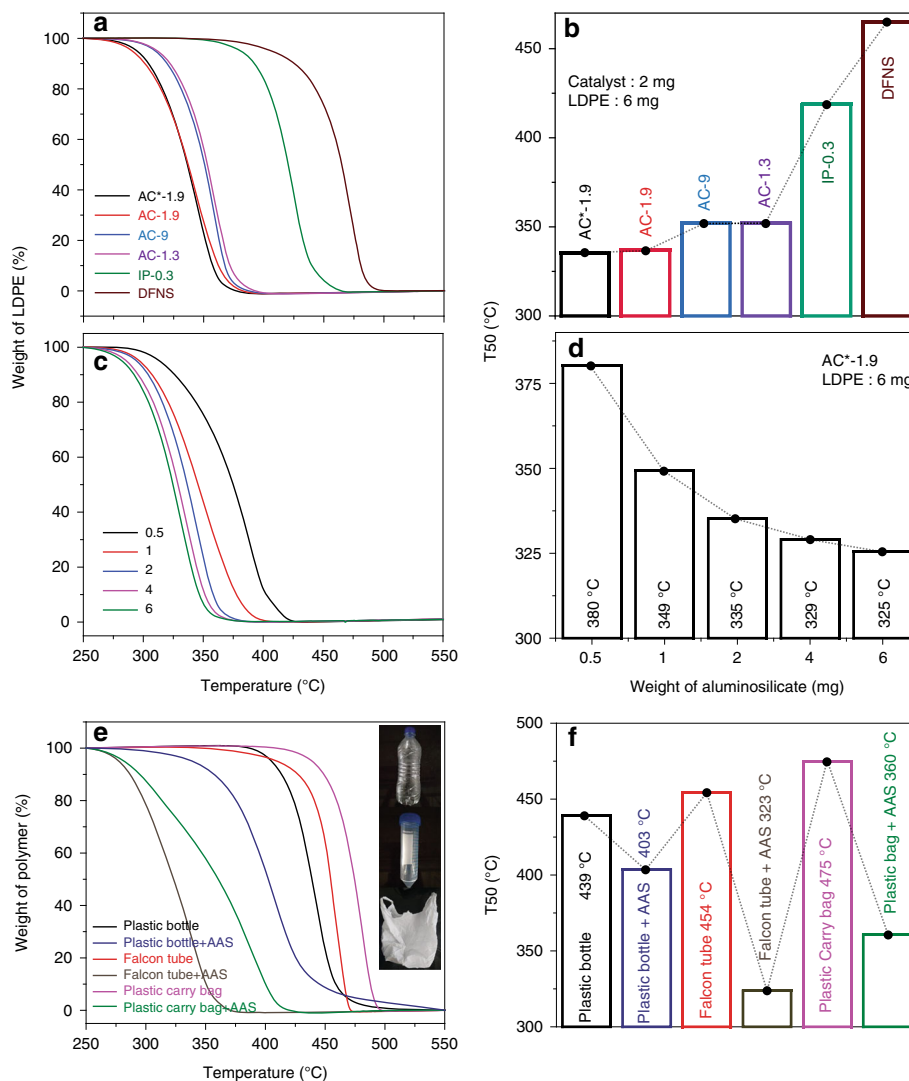 a
100
80
60
40
20
0
AC*-1.9
AC-1.9
AC-9
AC-1.3
IP-0.3
DFNS
Weight of LDPE (%)
b
450
400
350
300
T50 (°C)
Catalyst : 2 mg
LDPE : 6 mg
AC*-1.9
AC-1.9
AC-9
AC-1.3
IP-0.3
DFNS
c
100
80
60
40
20
0
0.5
1
2
4
6
250 300 350 400 450 500 550
Temperature (°C)
d
375
350
325
300
AC*-1.9
LDPE : 6 mg
380 °C
349 °C
335 °C
329 °C
325 °C
0.5 1 2 4 6
Weight of aluminosilicate (mg)
e
100
80
60
40
20
0
Weight of polymer (%)
Plastic bottle
Plastic bottle+AAS
Falcon tube
Falcon tube+AAS
Plastic carry bag
Plastic carry bag+AAS
250 300 350 400 450 500 550
Temperature (°C)
f
500
450
400
350
300
T50 (°C)
Plastic bottle 439 °C
Plastic bottle + AAS 403 °C
Falcon tube 454 °C
Falcon tube + AAS 323 °C
Plastic Carry bag 475 °C
Plastic bag + AAS 360 °C